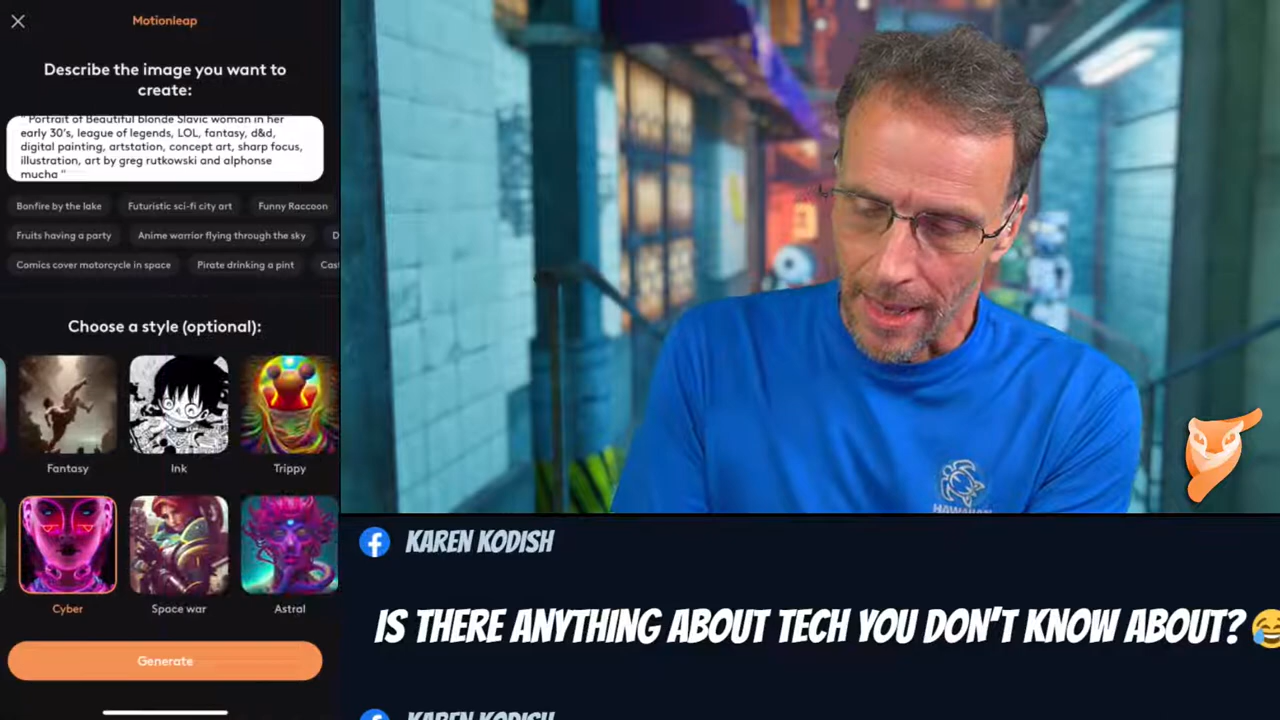 Motionleap
Describe the image you want to
create:
" Portrait of Beautiful blonde Slavic woman in her
early 30's, league of legends, LOL, fantasy, d&d,
digital painting, artstation, concept art, sharp focus,
illustration, art by greg rutkowski and alphonse
mucha "
Bonfire by the lake
Futuristic sci-fi city art
Funny Raccoon
Fruits having a party
Anime warrior flying through the sky
D
Comics cover motorcycle in space
Pirate drinking a pint
Cas
Choose a style (optional):
Fantasy
Ink
Trippy
Cyber
Space war
Astral
Generate
HAWAIIAN
KAREN KODISH
IS THERE ANYTHING ABOUT TECH YOU DON'T KNOW ABOUT? 😂
KAREN KODISH